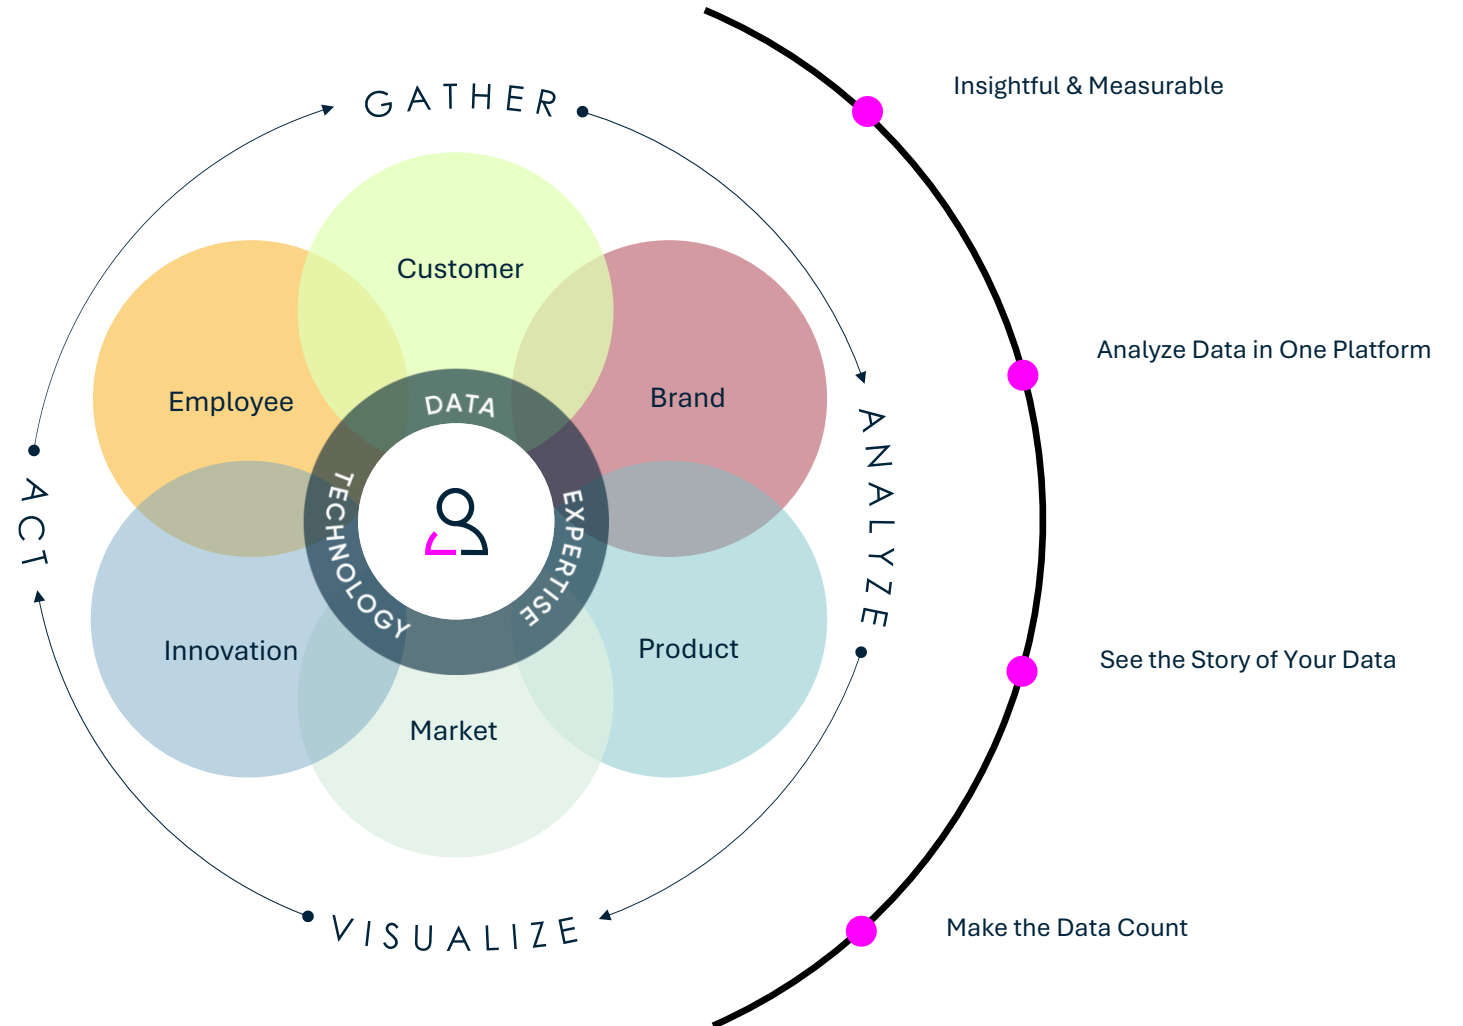 GATHER
Insightful & Measurable
Customer
Employee
Brand
Analyze Data in One Platform
DATA
TECHNOLOGY
EXPERTISE
ANALYZE
ACT
Innovation
Product
See the Story of Your Data
Market
VISUALIZE
Make the Data Count